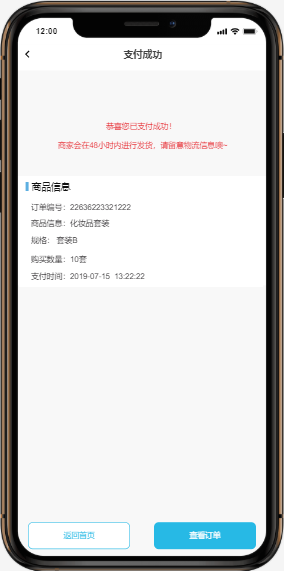 12:00
支付成功
恭喜您已支付成功！
商家会在48小时内进行发货，请留意物流信息噢~
商品信息
订单编号：22636223321222
商品信息：化妆品套装
规格： 套装B
购买数量：10套
支付时间：2019-07-15 13:22:22
返回首页
查看订单